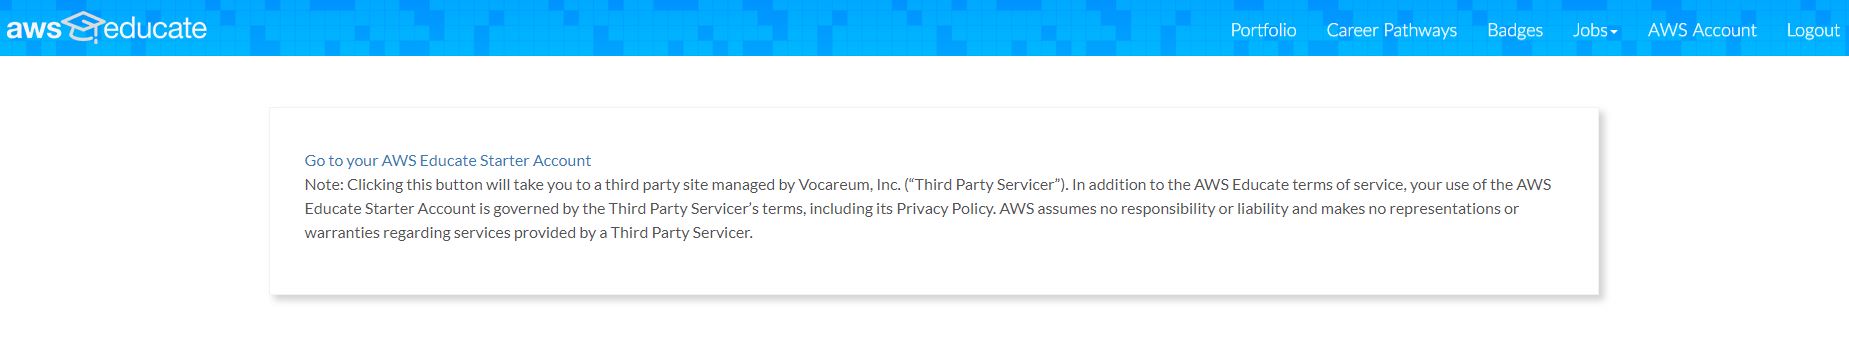 aws educate
Portfolio Career Pathways Badges Jobs AWS Account Logout
Go to your AWS Educate Starter Account
Note: Clicking this button will take you to a third party site managed by Vocareum, Inc. (“Third Party Servicer”). In addition to the AWS Educate terms of service, your use of the AWS
Educate Starter Account is governed by the Third Party Servicer’s terms, including its Privacy Policy. AWS assumes no responsibility or liability and makes no representations or
warranties regarding services provided by a Third Party Servicer.